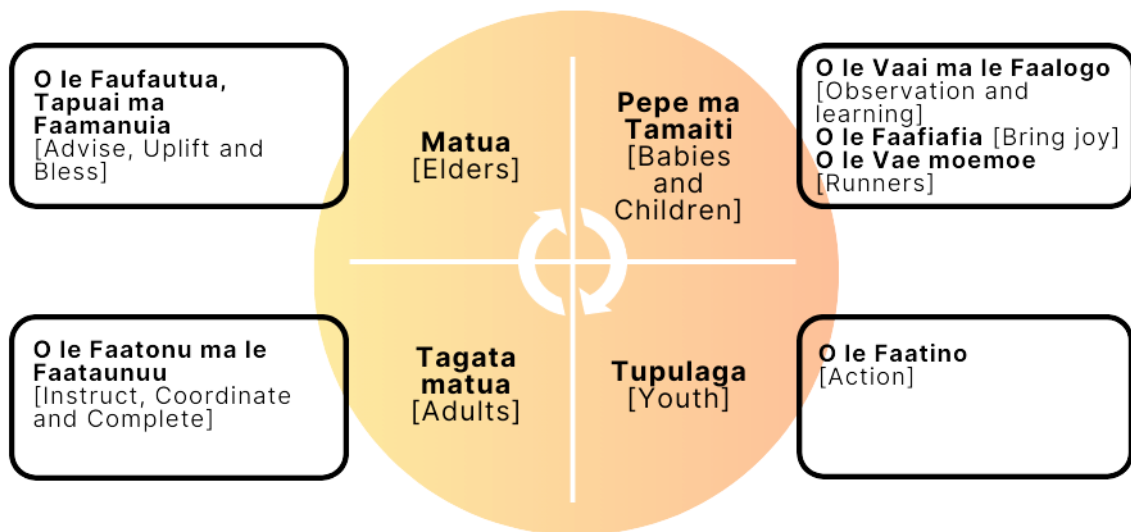 O le Faufautua,
Tapuai ma
Faamanuia
[Advise, Uplift and
Bless]
Matua
[Elders]
Pepe ma
Tamaiti
[Babies
and
Children]
O le Vaai ma le Faalogo
[Observation and
learning]
O le Faafiafia [Bring joy]
O le Vae moemoe
[Runners]
O le Faatonu ma le
Faataunuu
[Instruct, Coordinate
and Complete]
Tagata
matua
[Adults]
Tupulaga
[Youth]
O le Faatino
[Action]